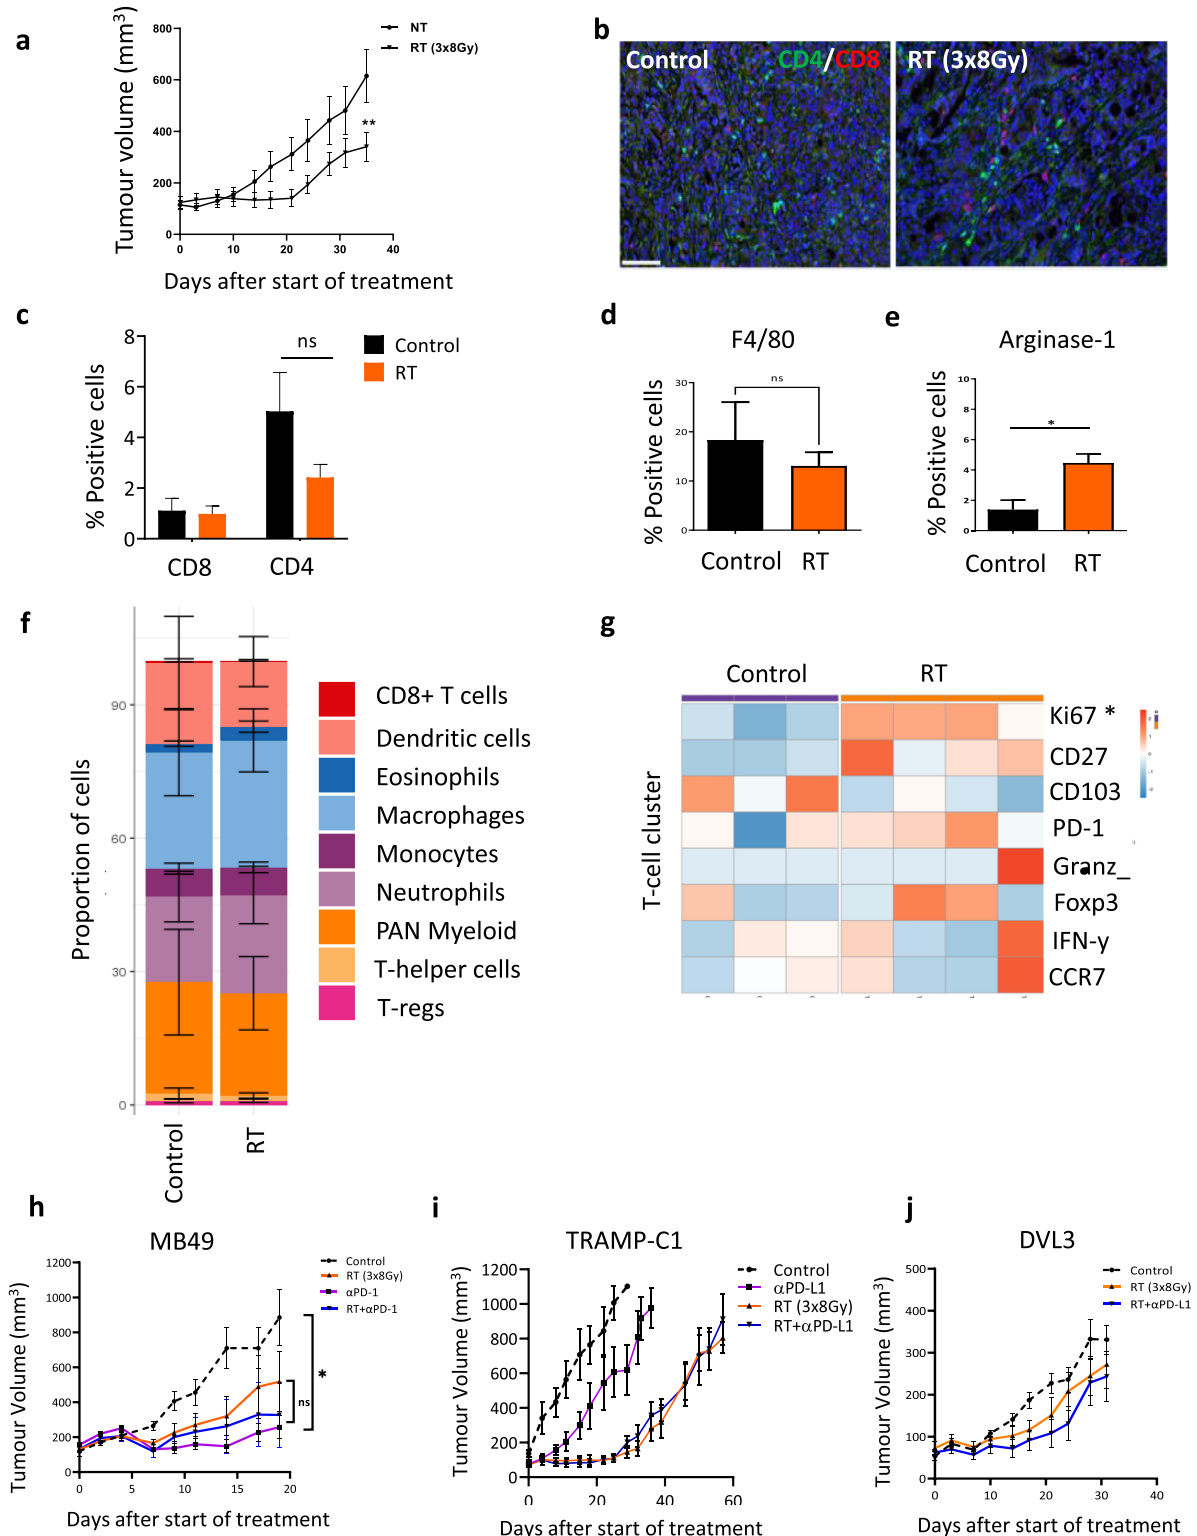 a
Tumour volume (mm3)
800
600
400
200
0
0 10 20 30 40
Days after start of treatment
NT
RT (3x8Gy)
**
b
Control
CD4/CD8
RT (3x8Gy)
c
% Positive cells
8
6
4
2
0
ns
CD8
CD4
Control
RT
d
F4/80
% Positive cells
30
20
10
0
ns
Control
RT
e
Arginase-1
% Positive cells
10
8
6
4
2
0
*
Control
RT
f
Proportion of cells
90
60
30
0
Control
RT
CD8+ T cells
Dendritic cells
Eosinophils
Macrophages
Monocytes
Neutrophils
PAN Myeloid
T-helper cells
T-regs
g
Control
RT
T-cell cluster
Ki67 *
CD27
CD103
PD-1
Granz_
Foxp3
IFN-y
CCR7
2
1
0
-1
-2
h
MB49
Tumour Volume (mm3)
1200
1000
800
600
400
200
0
0 5 10 15 20
Days after start of treatment
Control
RT (3x8Gy)
αPD-1
RT+αPD-1
ns
*
i
TRAMP-C1
Tumour Volume (mm3)
1200
1000
800
600
400
200
0
0 20 40 60
Days after start of treatment
Control
αPD-L1
RT (3x8Gy)
RT+αPD-L1
j
DVL3
Tumour Volume (mm3)
500
400
300
200
100
0
0 10 20 30 40
Days after start of treatment
Control
RT (3x8Gy)
RT+αPD-L1